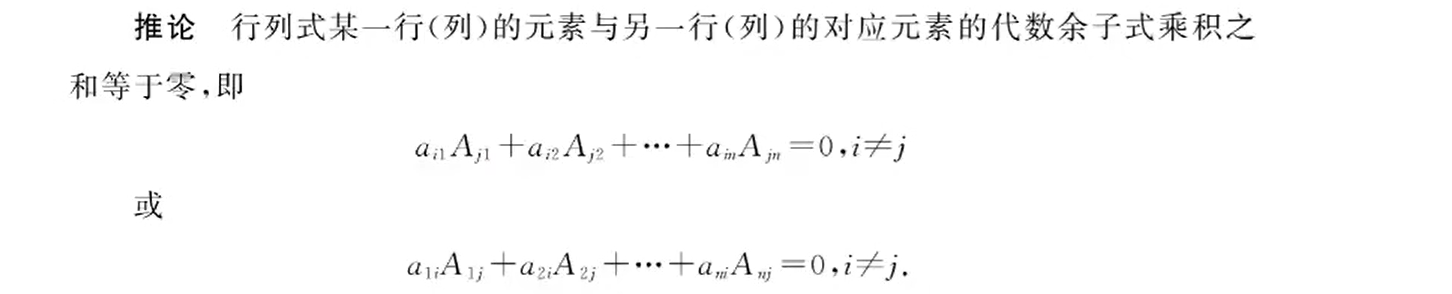 推论 行列式某一行(列)的元素与另一行(列)的对应元素的代数余子式乘积之
和等于零,即
a_{i1}A_{j1}+a_{i2}A_{j2}+⋯+a_{in}A_{jn}=0,i≠j
或
a_{1i}A_{1j}+a_{2i}A_{2j}+⋯+a_{ni}A_{nj}=0,i≠j.